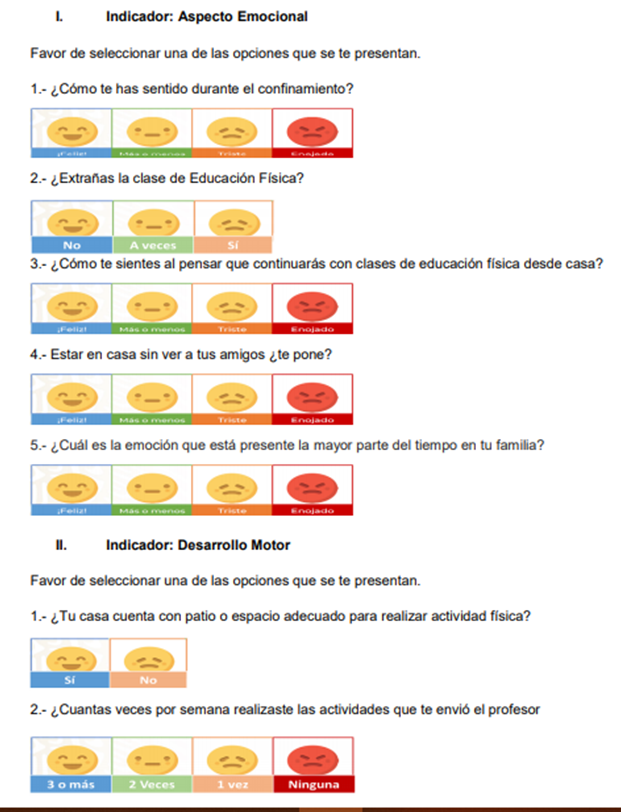 I. Indicador: Aspecto Emocional
Favor de seleccionar una de las opciones que se te presentan.
1.- ¿Cómo te has sentido durante el confinamiento?
¡Feliz! Más o menos Triste Enojado
2.- ¿Extrañas la clase de Educación Física?
No A veces Sí
3.- ¿Cómo te sientes al pensar que continuarás con clases de educación física desde casa?
¡Feliz! Más o menos Triste Enojado
4.- Estar en casa sin ver a tus amigos ¿te pone?
¡Feliz! Más o menos Triste Enojado
5.- ¿Cuál es la emoción que está presente la mayor parte del tiempo en tu familia?
¡Feliz! Más o menos Triste Enojado
II. Indicador: Desarrollo Motor
Favor de seleccionar una de las opciones que se te presentan.
1.- ¿Tu casa cuenta con patio o espacio adecuado para realizar actividad física?
Sí No
2.- ¿Cuantas veces por semana realizaste las actividades que te envió el profesor
3 o más 2 Veces 1 vez Ninguna